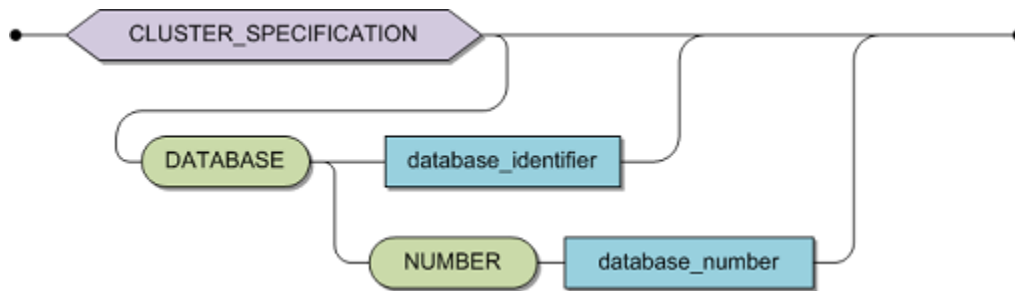 CLUSTER_SPECIFICATION
DATABASE
database_identifier
NUMBER
database_number